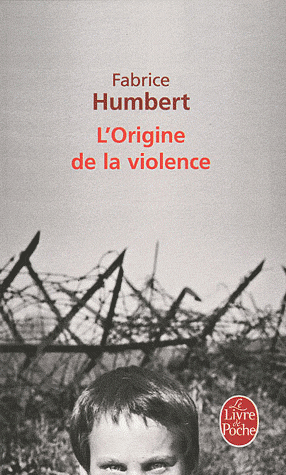 Fabrice
Humbert
L'Origine
de la violence
Le
Livre
de
Poche